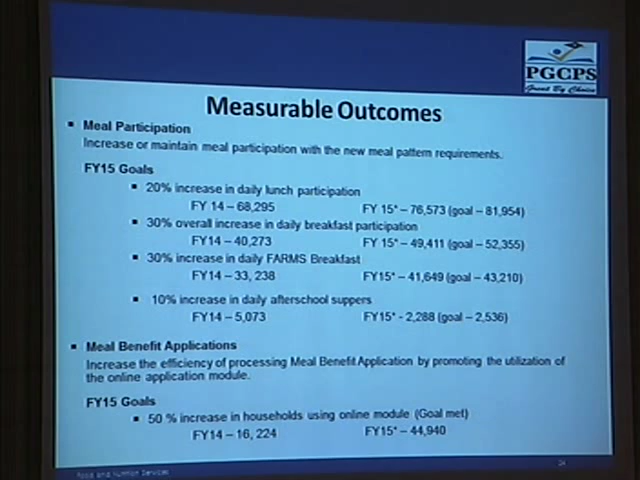 PGCPS
Great By Choice
Measurable Outcomes
▪ Meal Participation
Increase or maintain meal participation with the new meal pattern requirements.
FY15 Goals
▪ 20% increase in daily lunch participation
FY 14 – 68,295 FY 15* – 76,573 (goal – 81,954)
▪ 30% overall increase in daily breakfast participation
FY14 – 40,273 FY 15* – 49,411 (goal – 52,355)
▪ 30% increase in daily FARMS Breakfast
FY14 – 33, 238 FY15* – 41,649 (goal – 43,210)
▪ 10% increase in daily afterschool suppers
FY14 – 5,073 FY15* - 2,288 (goal – 2,536)
▪ Meal Benefit Applications
Increase the efficiency of processing Meal Benefit Application by promoting the utilization of
the online application module.
FY15 Goals
▪ 50 % increase in households using online module (Goal met)
FY14 – 16, 224 FY15* – 44,940
Food and Nutrition Services